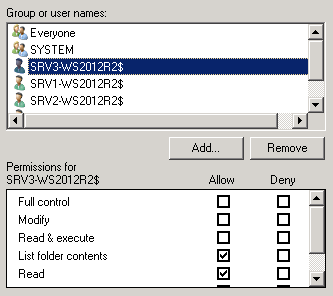 Group or user names:
Everyone
SYSTEM
SRV3-WS2012R2$
SRV1-WS2012R2$
SRV2-WS2012R2$
Add...
Remove
Permissions for
SRV3-WS2012R2$
Allow
Deny
Full control
Modify
Read & execute
List folder contents
Read